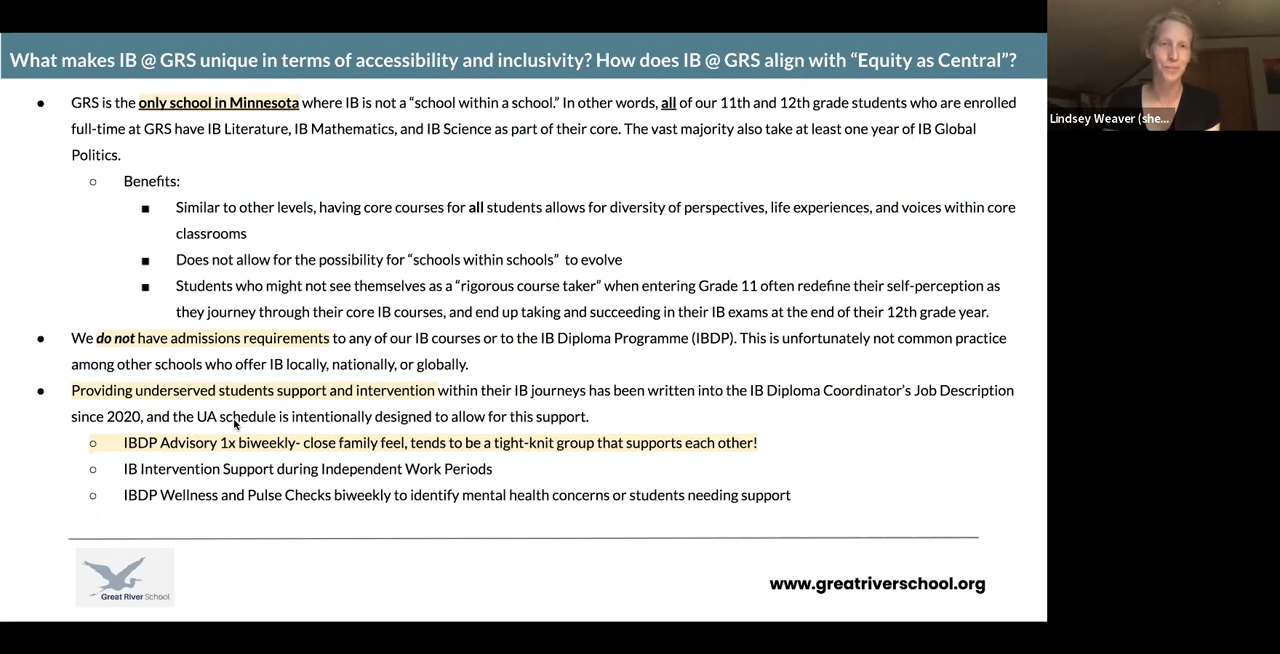 What makes IB @ GRS unique in terms of accessibility and inclusivity? How does IB @ GRS align with “Equity as Central”?
Lindsey Weaver (she...
● GRS is the only school in Minnesota where IB is not a “school within a school.” In other words, all of our 11th and 12th grade students who are enrolled
full-time at GRS have IB Literature, IB Mathematics, and IB Science as part of their core. The vast majority also take at least one year of IB Global
Politics.
○ Benefits:
■ Similar to other levels, having core courses for all students allows for diversity of perspectives, life experiences, and voices within core
classrooms
■ Does not allow for the possibility for “schools within schools” to evolve
■ Students who might not see themselves as a “rigorous course taker” when entering Grade 11 often redefine their self-perception as
they journey through their core IB courses, and end up taking and succeeding in their IB exams at the end of their 12th grade year.
● We do not have admissions requirements to any of our IB courses or to the IB Diploma Programme (IBDP). This is unfortunately not common practice
among other schools who offer IB locally, nationally, or globally.
● Providing underserved students support and intervention within their IB journeys has been written into the IB Diploma Coordinator’s Job Description
since 2020, and the UA schedule is intentionally designed to allow for this support.
○ IBDP Advisory 1x biweekly- close family feel, tends to be a tight-knit group that supports each other!
○ IB Intervention Support during Independent Work Periods
○ IBDP Wellness and Pulse Checks biweekly to identify mental health concerns or students needing support
Great River School
www.greatriverschool.org